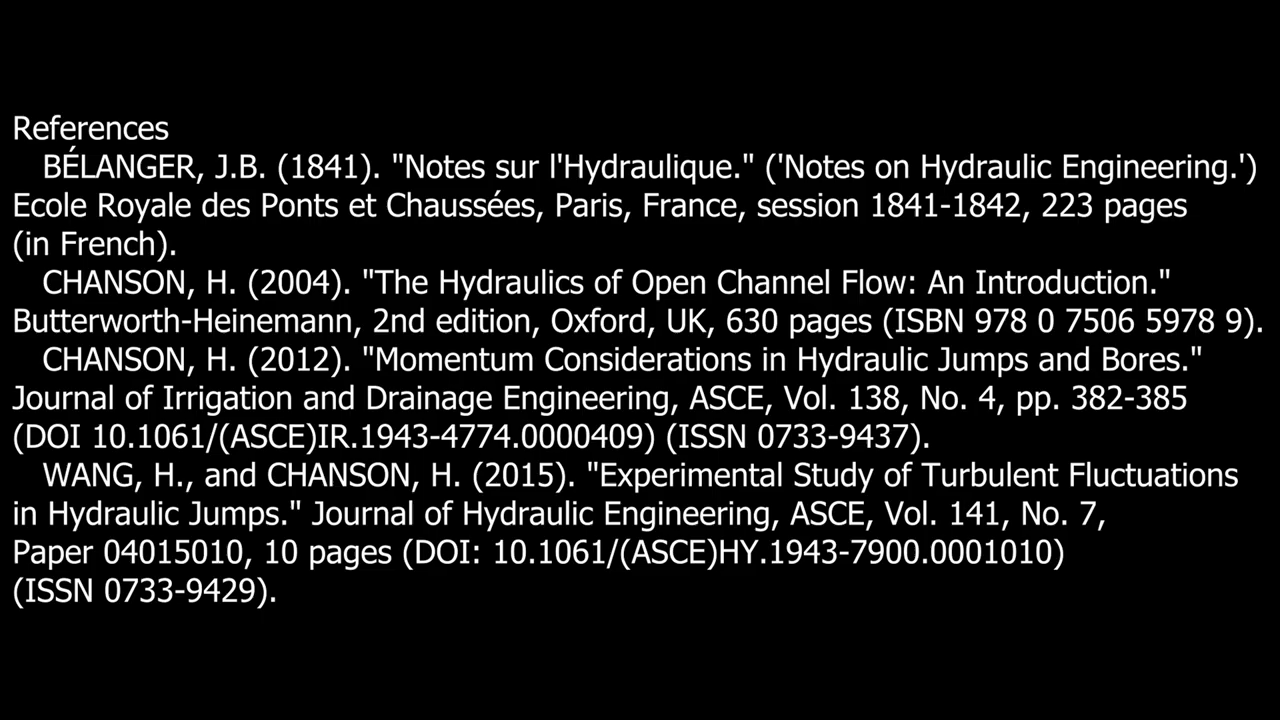 References
BÉLANGER, J.B. (1841). "Notes sur l'Hydraulique." ('Notes on Hydraulic Engineering.')
Ecole Royale des Ponts et Chaussées, Paris, France, session 1841-1842, 223 pages
(in French).
CHANSON, H. (2004). "The Hydraulics of Open Channel Flow: An Introduction."
Butterworth-Heinemann, 2nd edition, Oxford, UK, 630 pages (ISBN 978 0 7506 5978 9).
CHANSON, H. (2012). "Momentum Considerations in Hydraulic Jumps and Bores."
Journal of Irrigation and Drainage Engineering, ASCE, Vol. 138, No. 4, pp. 382-385
(DOI 10.1061/(ASCE)IR.1943-4774.0000409) (ISSN 0733-9437).
WANG, H., and CHANSON, H. (2015). "Experimental Study of Turbulent Fluctuations
in Hydraulic Jumps." Journal of Hydraulic Engineering, ASCE, Vol. 141, No. 7,
Paper 04015010, 10 pages (DOI: 10.1061/(ASCE)HY.1943-7900.0001010)
(ISSN 0733-9429).